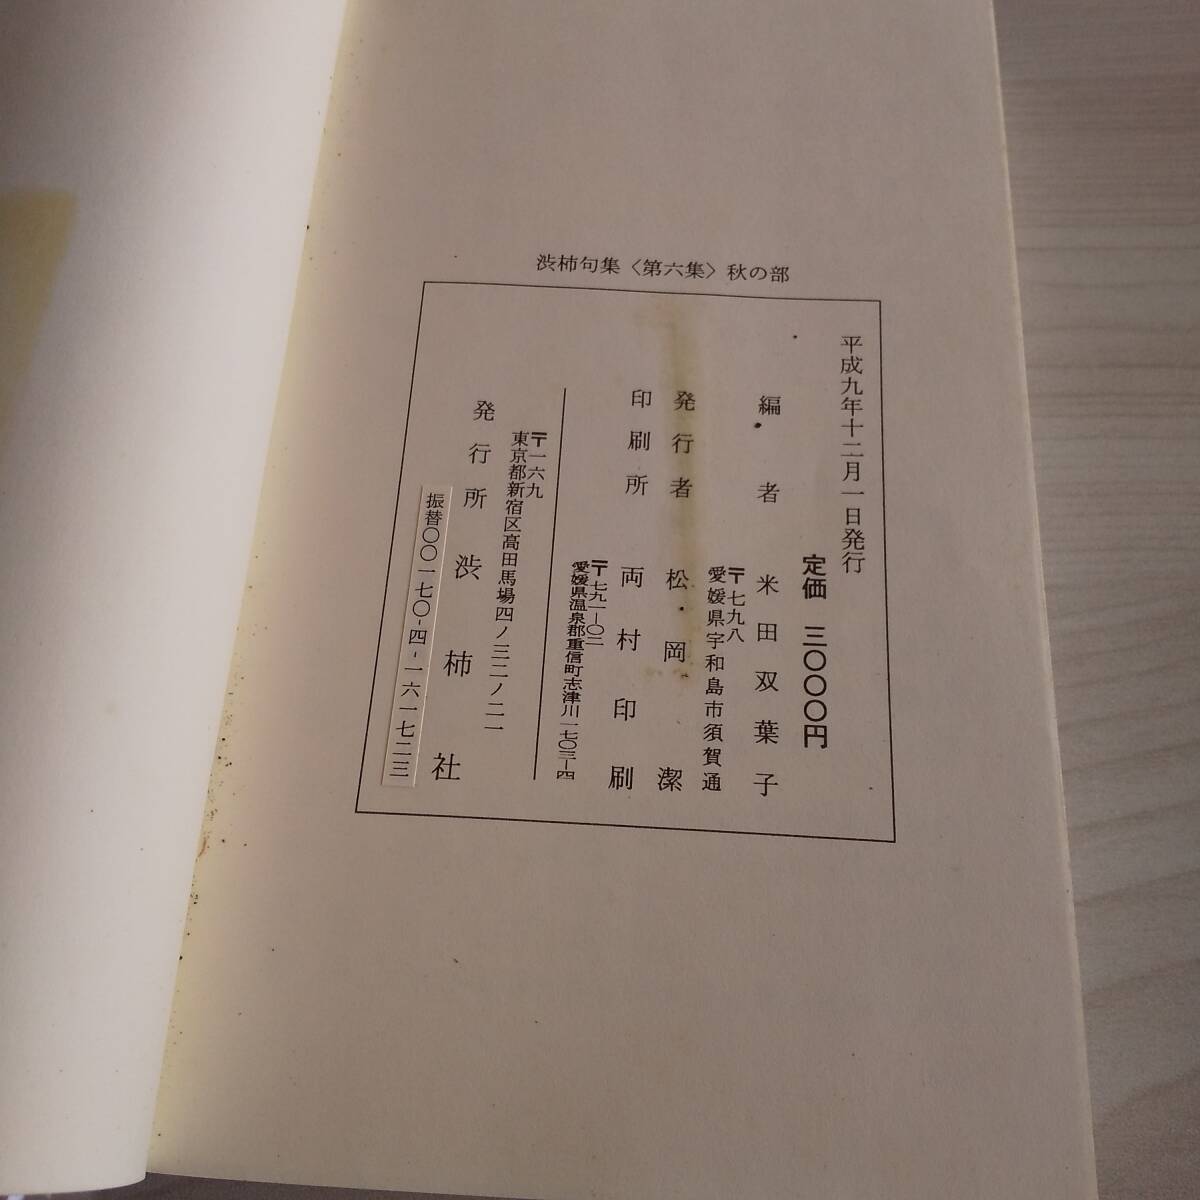 渋柿句集〈第六集〉秋の部
平成九年十二月一日発行
定価 三〇〇〇円
編者 米田双葉子
〒七九八
愛媛県宇和島市須賀通
発行者 松岡潔
印刷所 両村印刷
〒七九一―〇二
愛媛県温泉郡重信町志津川一七〇三―四
〒一六九
東京都新宿区高田馬場四ノ三二ノ二一
発行所 渋柿社
振替〇〇一七〇-四-一六一七二三